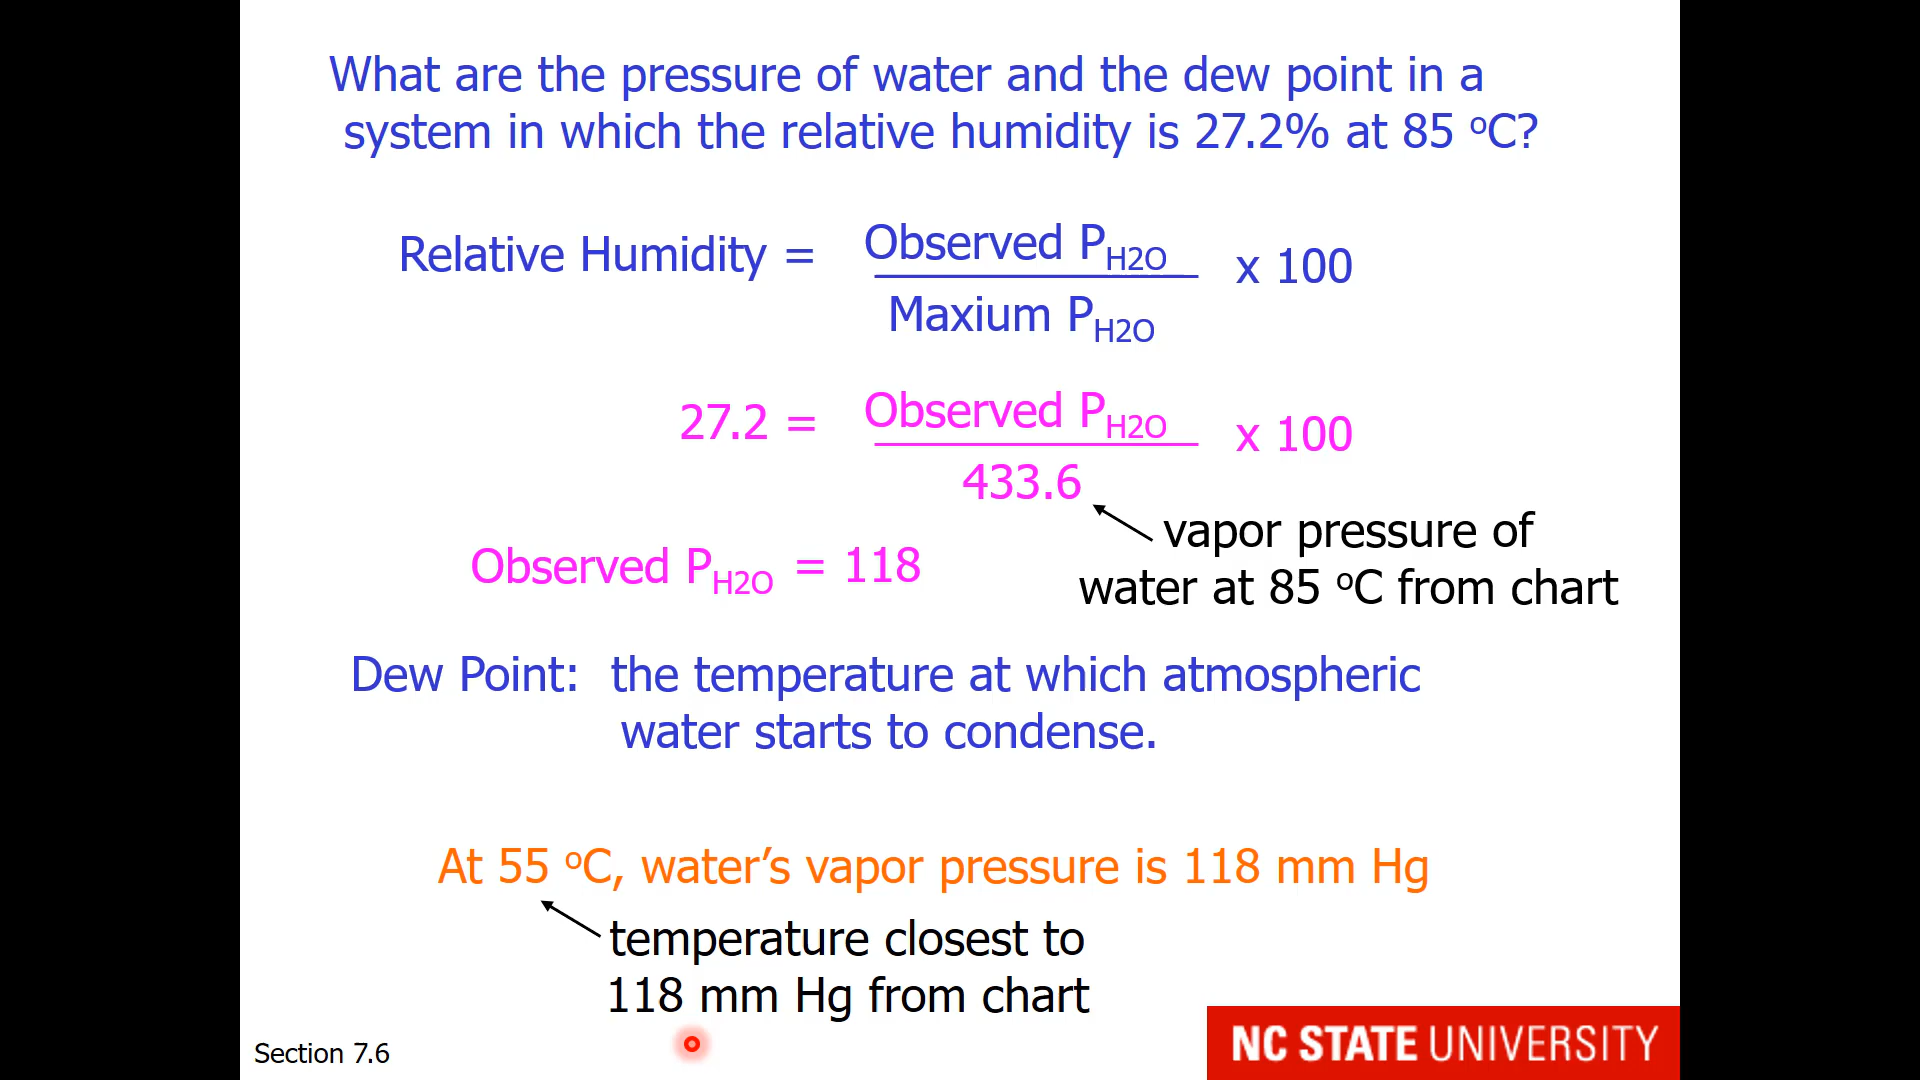 What are the pressure of water and the dew point in a
system in which the relative humidity is 27.2% at 85 ºC?
Relative Humidity = Observed P_H2O / Maxium P_H2O x 100
27.2 = Observed P_H2O / 433.6 x 100
vapor pressure of
water at 85 ºC from chart
Observed P_H2O = 118
Dew Point: the temperature at which atmospheric
water starts to condense.
At 55 ºC, water’s vapor pressure is 118 mm Hg
temperature closest to
118 mm Hg from chart
Section 7.6
NC STATE UNIVERSITY